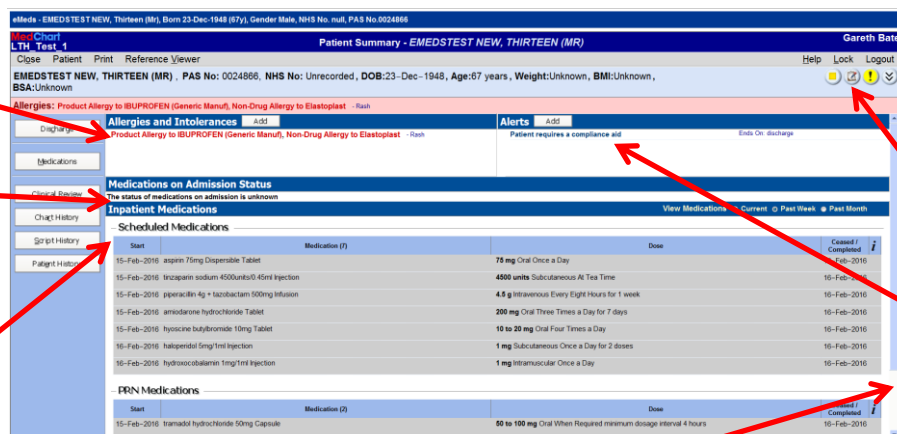 eMeds - EMEDSTEST NEW, Thirteen (Mr), Born 23-Dec-1948 (67y), Gender Male, NHS No. null, PAS No.0024866
MedChart
LTH_Test_1
Patient Summary - EMEDSTEST NEW, THIRTEEN (MR)
Gareth Bate
Close Patient Print Reference Viewer Help Lock Logout
EMEDSTEST NEW, THIRTEEN (MR) , PAS No: 0024866, NHS No: Unrecorded, DOB:23-Dec-1948, Age:67 years, Weight:Unknown, BMI:Unknown,
BSA:Unknown
Allergies: Product Allergy to IBUPROFEN (Generic Manuf), Non-Drug Allergy to Elastoplast - Rash
Discharge
Medications
Clinical Review
Chart History
Script History
Patient History
Allergies and Intolerances Add
Product Allergy to IBUPROFEN (Generic Manuf), Non-Drug Allergy to Elastoplast - Rash
Alerts Add
Patient requires a compliance aid Ends On: discharge
Medications on Admission Status
The status of medications on admission is unknown
Inpatient Medications View Medications Current Past Week Past Month
Scheduled Medications
Start Medication (7) Dose Ceased / Completed i
15-Feb-2016 aspirin 75mg Dispersible Tablet 75 mg Oral Once a Day 16-Feb-2016
15-Feb-2016 tinzaparin sodium 4500units/0.45ml Injection 4500 units Subcutaneous At Tea Time 16-Feb-2016
15-Feb-2016 piperacillin 4g + tazobactam 500mg Infusion 4.5 g Intravenous Every Eight Hours for 1 week 16-Feb-2016
15-Feb-2016 amiodarone hydrochloride Tablet 200 mg Oral Three Times a Day for 7 days 16-Feb-2016
15-Feb-2016 hyoscine butylbromide 10mg Tablet 10 to 20 mg Oral Four Times a Day 16-Feb-2016
16-Feb-2016 haloperidol 5mg/1ml Injection 1 mg Subcutaneous Once a Day for 2 doses 16-Feb-2016
16-Feb-2016 hydroxocobalamin 1mg/1ml Injection 1 mg Intramuscular Once a Day 16-Feb-2016
PRN Medications
Start Medication (2) Dose Ceased / Completed i
15-Feb-2016 tramadol hydrochloride 50mg Capsule 50 to 100 mg Oral When Required minimum dosage interval 4 hours 16-Feb-2016